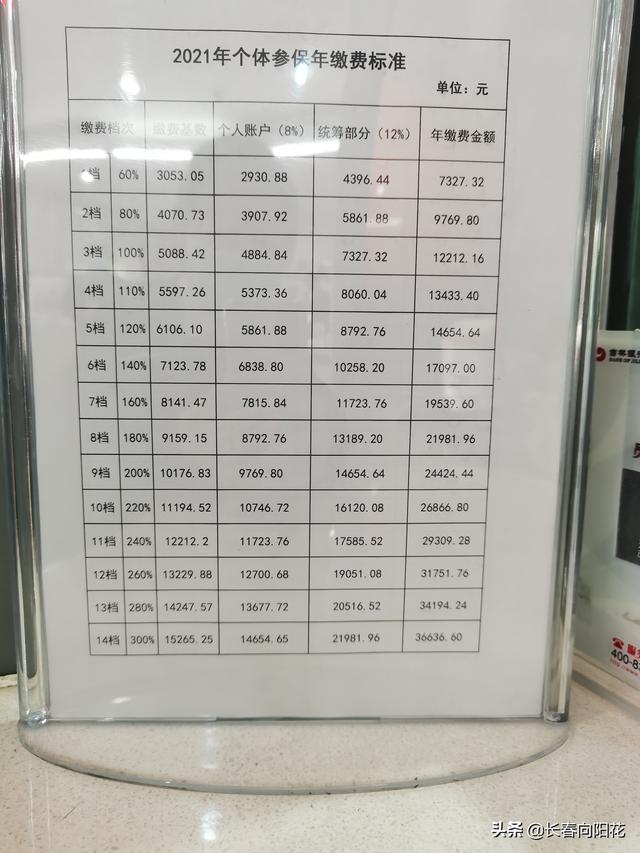 2021年个体参保年缴费标准
单位：元
缴费档次 缴费基数 个人账户（8%） 统筹部分（12%） 年缴费金额
1档 60% 3053.05 2930.88 4396.44 7327.32
2档 80% 4070.73 3907.92 5861.88 9769.80
3档 100% 5088.42 4884.84 7327.32 12212.16
4档 110% 5597.26 5373.36 8060.04 13433.40
5档 120% 6106.10 5861.88 8792.76 14654.64
6档 140% 7123.78 6838.80 10258.20 17097.00
7档 160% 8141.47 7815.84 11723.76 19539.60
8档 180% 9159.15 8792.76 13189.20 21981.96
9档 200% 10176.83 9769.80 14654.64 24424.44
10档 220% 11194.52 10746.72 16120.08 26866.80
11档 240% 12212.2 11723.76 17585.52 29309.28
12档 260% 13229.88 12700.68 19051.08 31751.76
13档 280% 14247.57 13677.72 20516.52 34194.24
14档 300% 15265.25 14654.65 21981.96 36636.60
吉林银
BANK OF JILI
400-8
头条 @长春向阳花